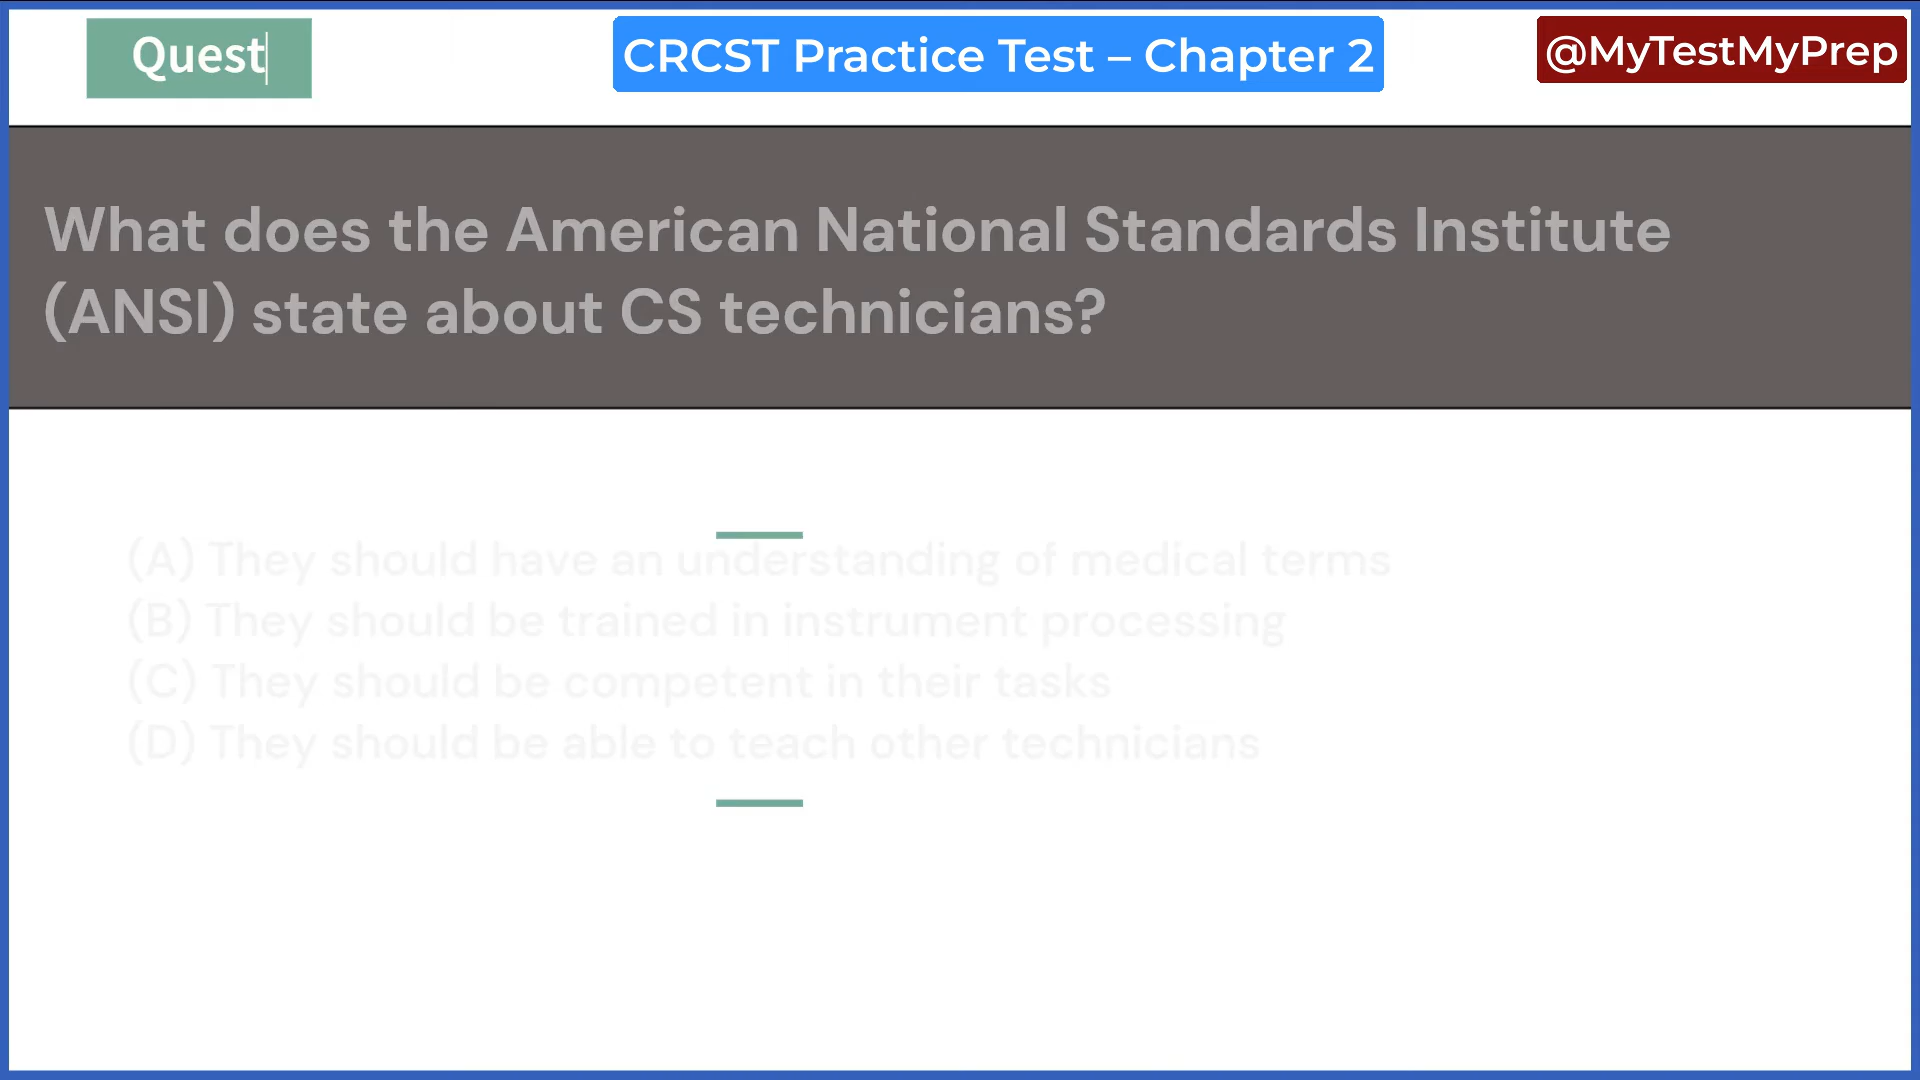 Quest
CRCST Practice Test – Chapter 2
@MyTestMyPrep
What does the American National Standards Institute
(ANSI) state about CS technicians?
(A) They should have an understanding of medical terms
(B) They should be trained in instrument processing
(C) They should be competent in their tasks
(D) They should be able to teach other technicians